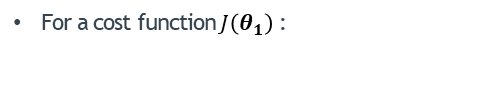 • For a cost function J(θ₁) :